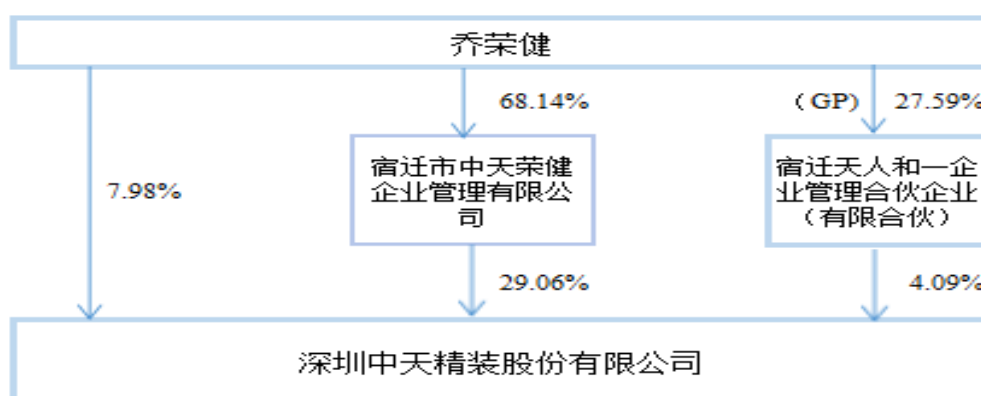 乔荣健
68.14%
（GP） 27.59%
7.98%
宿迁市中天荣健
企业管理有限公
司
宿迁天人和一企
业管理合伙企业
（有限合伙）
29.06%
4.09%
深圳中天精装股份有限公司